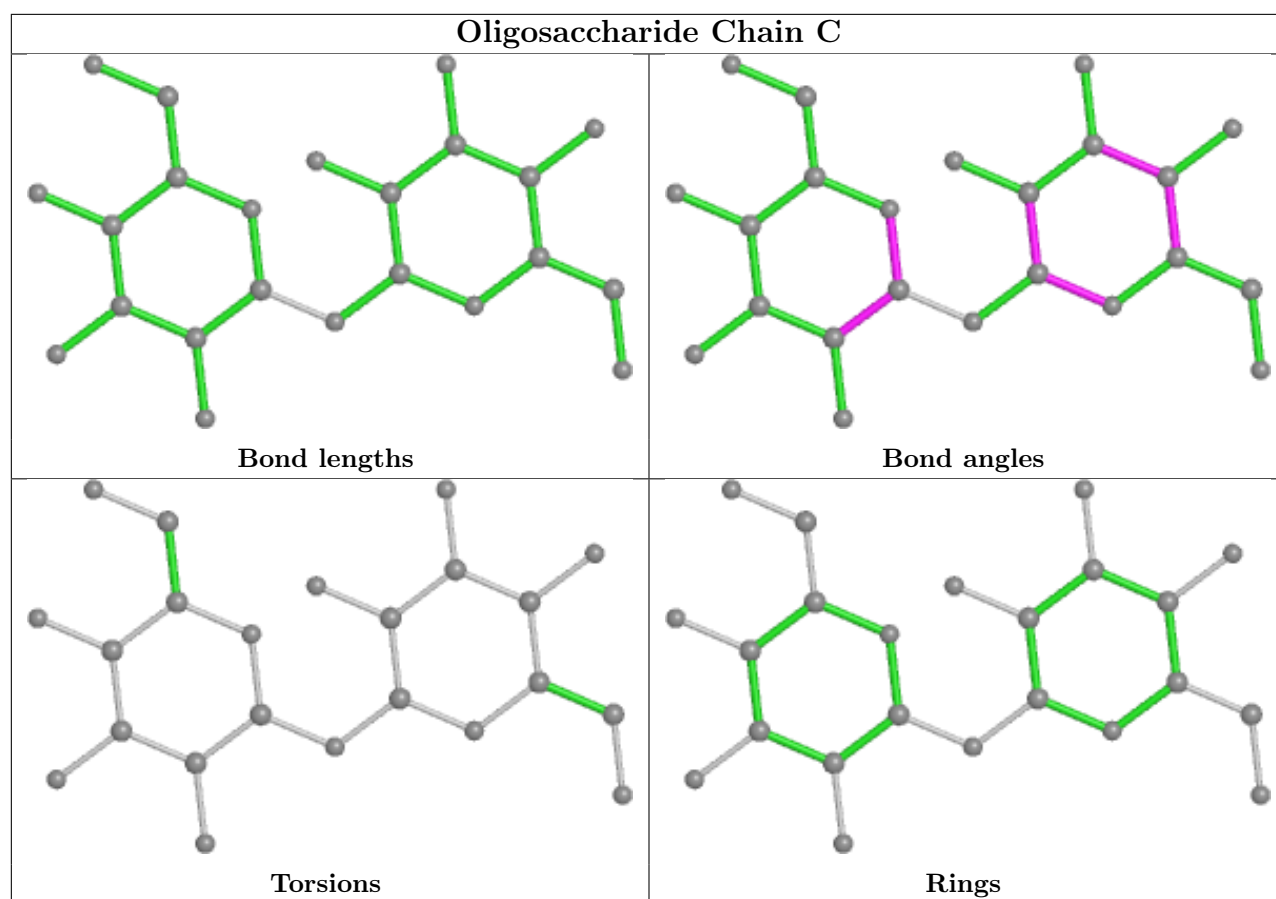 Oligosaccharide Chain C
Bond lengths
Bond angles
Torsions
Rings